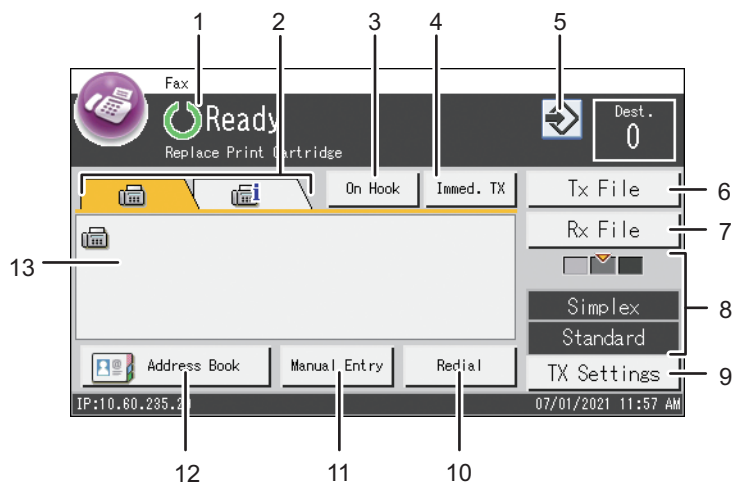 1 2 3 4 5
Fax
Ready
Replace Print Cartridge
Dest.
0
On Hook
Immed. TX
Tx File
6
Rx File
7
13
Simplex
8
Standard
Address Book
Manual Entry
Redial
TX Settings
9
IP:10.60.235.2
07/01/2021 11:57 AM
12 11 10